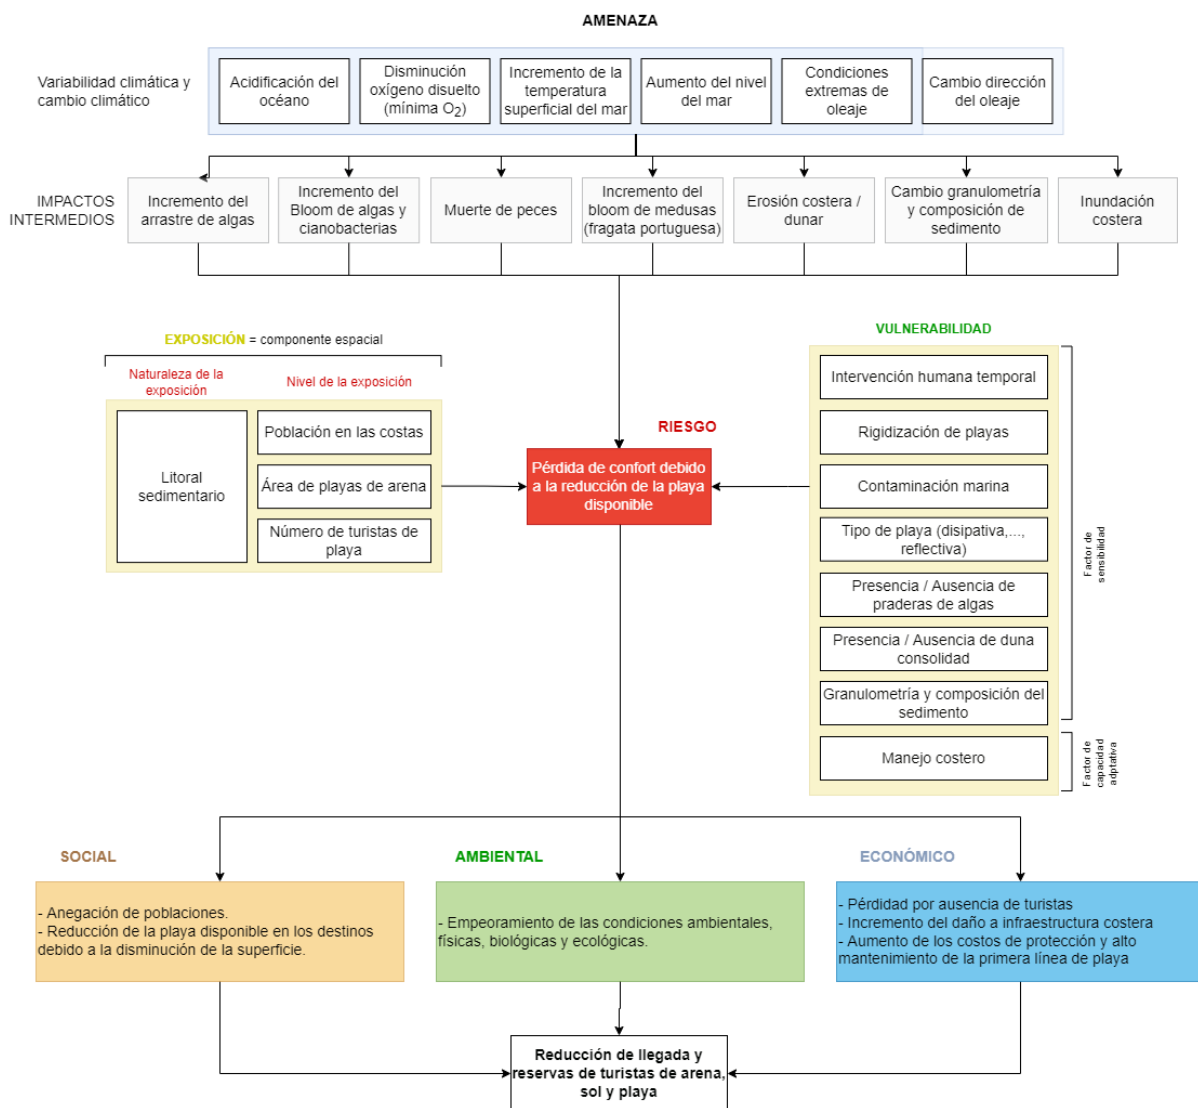 AMENAZA
Variabilidad climática y
cambio climático
Acidificación del
océano
Disminución
oxígeno disuelto
(mínima O2)
Incremento de la
temperatura
superficial del mar
Aumento del nivel
del mar
Condiciones
extremas de
oleaje
Cambio dirección
del oleaje
IMPACTOS
INTERMEDIOS
Incremento del
arrastre de algas
Incremento del
Bloom de algas y
cianobacterias
Muerte de peces
Incremento del
bloom de medusas
(fragata portuguesa)
Erosión costera /
dunar
Cambio granulometría
y composición de
sedimento
Inundación
costera
EXPOSICIÓN = componente espacial
Naturaleza de la
exposición
Nivel de la exposición
Litoral
sedimentario
Población en las costas
Área de playas de arena
Número de turistas de
playa
RIESGO
Pérdida de confort debido
a la reducción de la playa
disponible
VULNERABILIDAD
Intervención humana temporal
Rigidización de playas
Contaminación marina
Tipo de playa (disipativa,...,
reflectiva)
Presencia / Ausencia de
praderas de algas
Presencia / Ausencia de duna
consolidad
Granulometría y composición del
sedimento
Manejo costero
Factor de
sensibilidad
Factor de
capacidad
adptativa
SOCIAL
- Anegación de poblaciones.
- Reducción de la playa disponible en los destinos
debido a la disminución de la superficie.
AMBIENTAL
- Empeoramiento de las condiciones ambientales,
físicas, biológicas y ecológicas.
ECONÓMICO
- Pérdidad por ausencia de turistas
- Incremento del daño a infraestructura costera
- Aumento de los costos de protección y alto
mantenimiento de la primera línea de playa
Reducción de llegada y
reservas de turistas de arena,
sol y playa